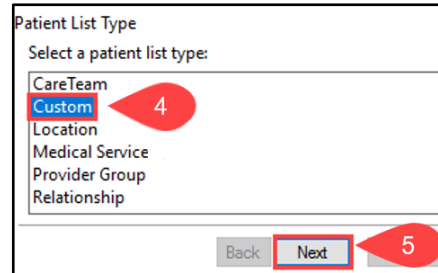 Patient List Type
Select a patient list type:
CareTeam
Custom
4
Location
Medical Service
Provider Group
Relationship
Back Next 5